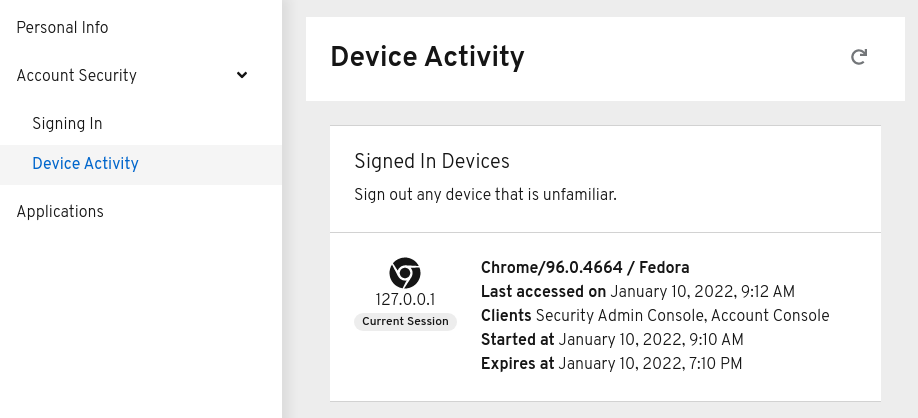 Personal Info
Account Security
Signing In
Device Activity
Applications
Device Activity
Signed In Devices
Sign out any device that is unfamiliar.
127.0.0.1
Current Session
Chrome/96.0.4664 / Fedora
Last accessed on January 10, 2022, 9:12 AM
Clients Security Admin Console, Account Console
Started at January 10, 2022, 9:10 AM
Expires at January 10, 2022, 7:10 PM